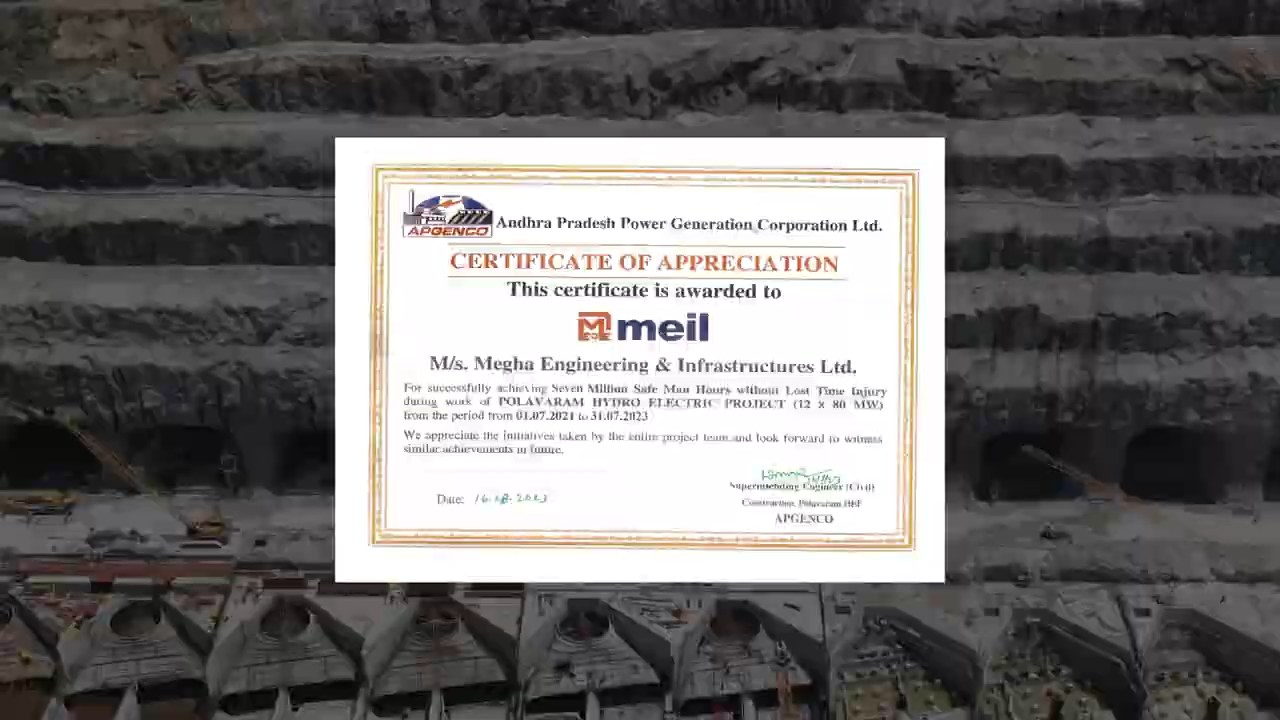 APGENCO
Andhra Pradesh Power Generation Corporation Ltd.
CERTIFICATE OF APPRECIATION
This certificate is awarded to
meil
M/s. Megha Engineering & Infrastructures Ltd.
For successfully achieving Seven Million Safe Man Hours without Lost Time Injury
during work of POLAVARAM HYDRO ELECTRIC PROJECT (12 x 80 MW)
from the period from 01.07.2021 to 31.07.2023
We appreciate the initiatives taken by the entire project team and look forward to witness
similar achievements in future.
Date: 16.08.2023
Superintending Engineer (Civil)
Construction, Polavaram HEP
APGENCO